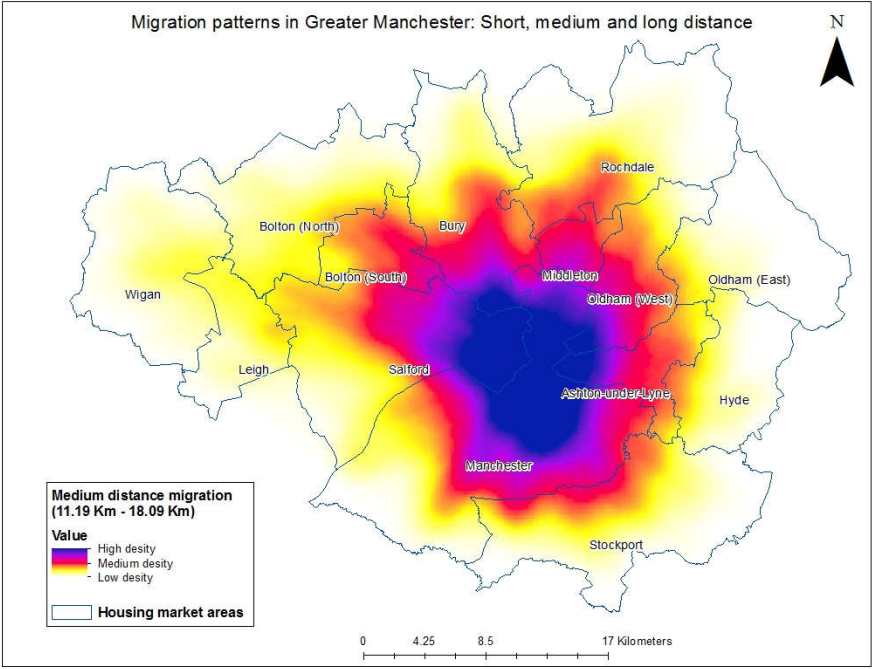 Migration patterns in Greater Manchester: Short, medium and long distance
N
Rochdale
Bolton (North)
Bury
Bolton (South)
Middleton
Oldham (East)
Wigan
Oldham (West)
Leigh
Salford
Ashton-under-Lyne
Hyde
Manchester
Medium distance migration
(11.19 Km - 18.09 Km)
Value
High desity
Medium desity
Low desity
Housing market areas
Stockport
0 4.25 8.5 17 Kilometers